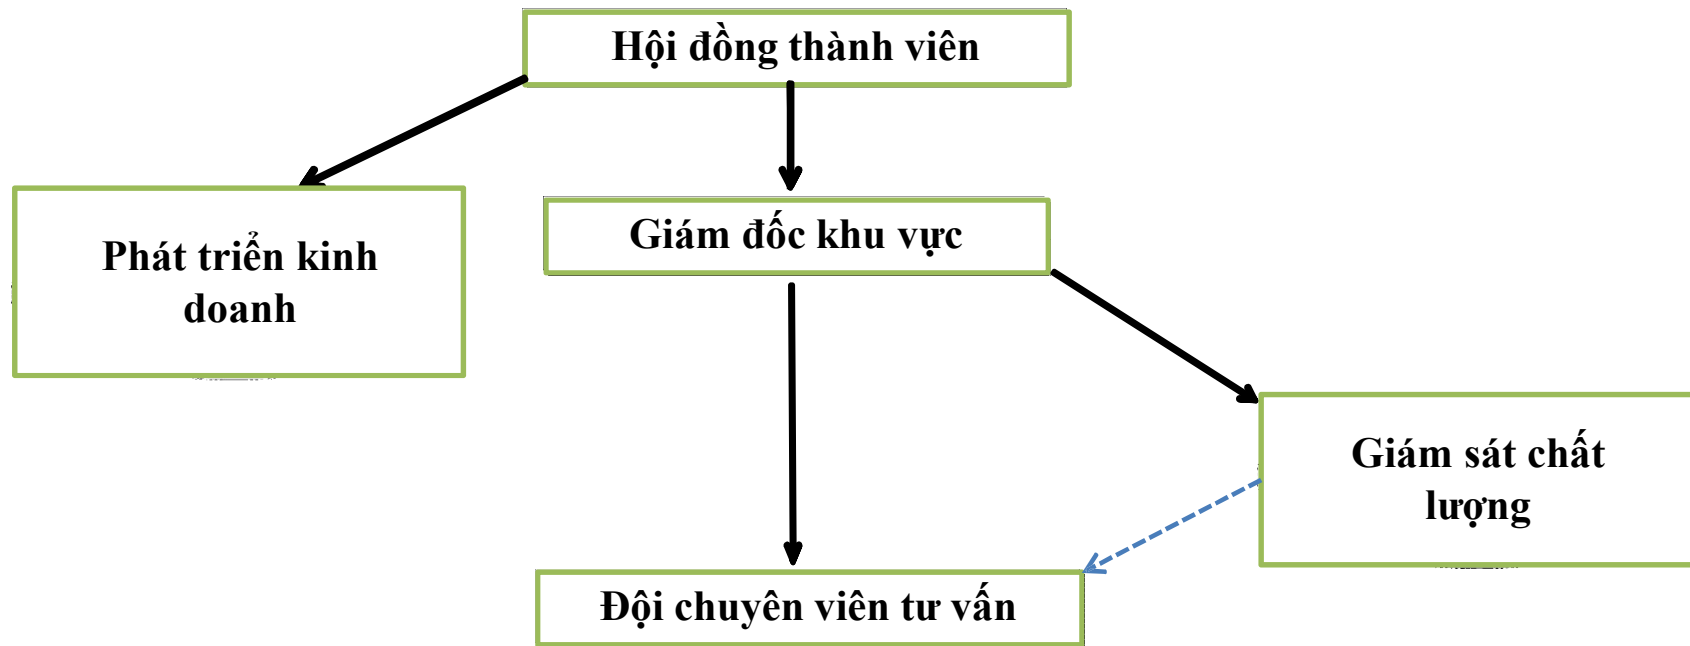 Hội đồng thành viên
Phát triển kinh
doanh
Giám đốc khu vực
Giám sát chất
lượng
Đội chuyên viên tư vấn